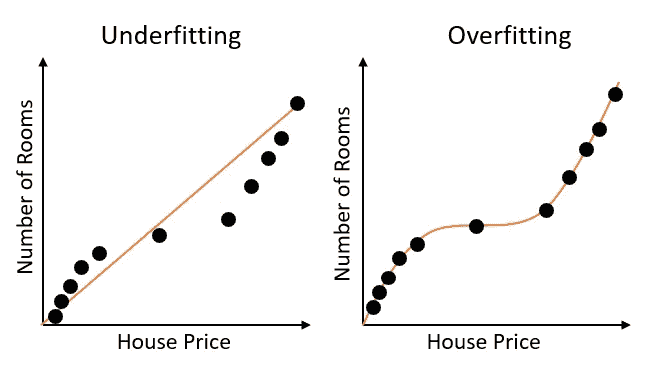 Underfitting
Number of Rooms
House Price
Overfitting
Number of Rooms
House Price